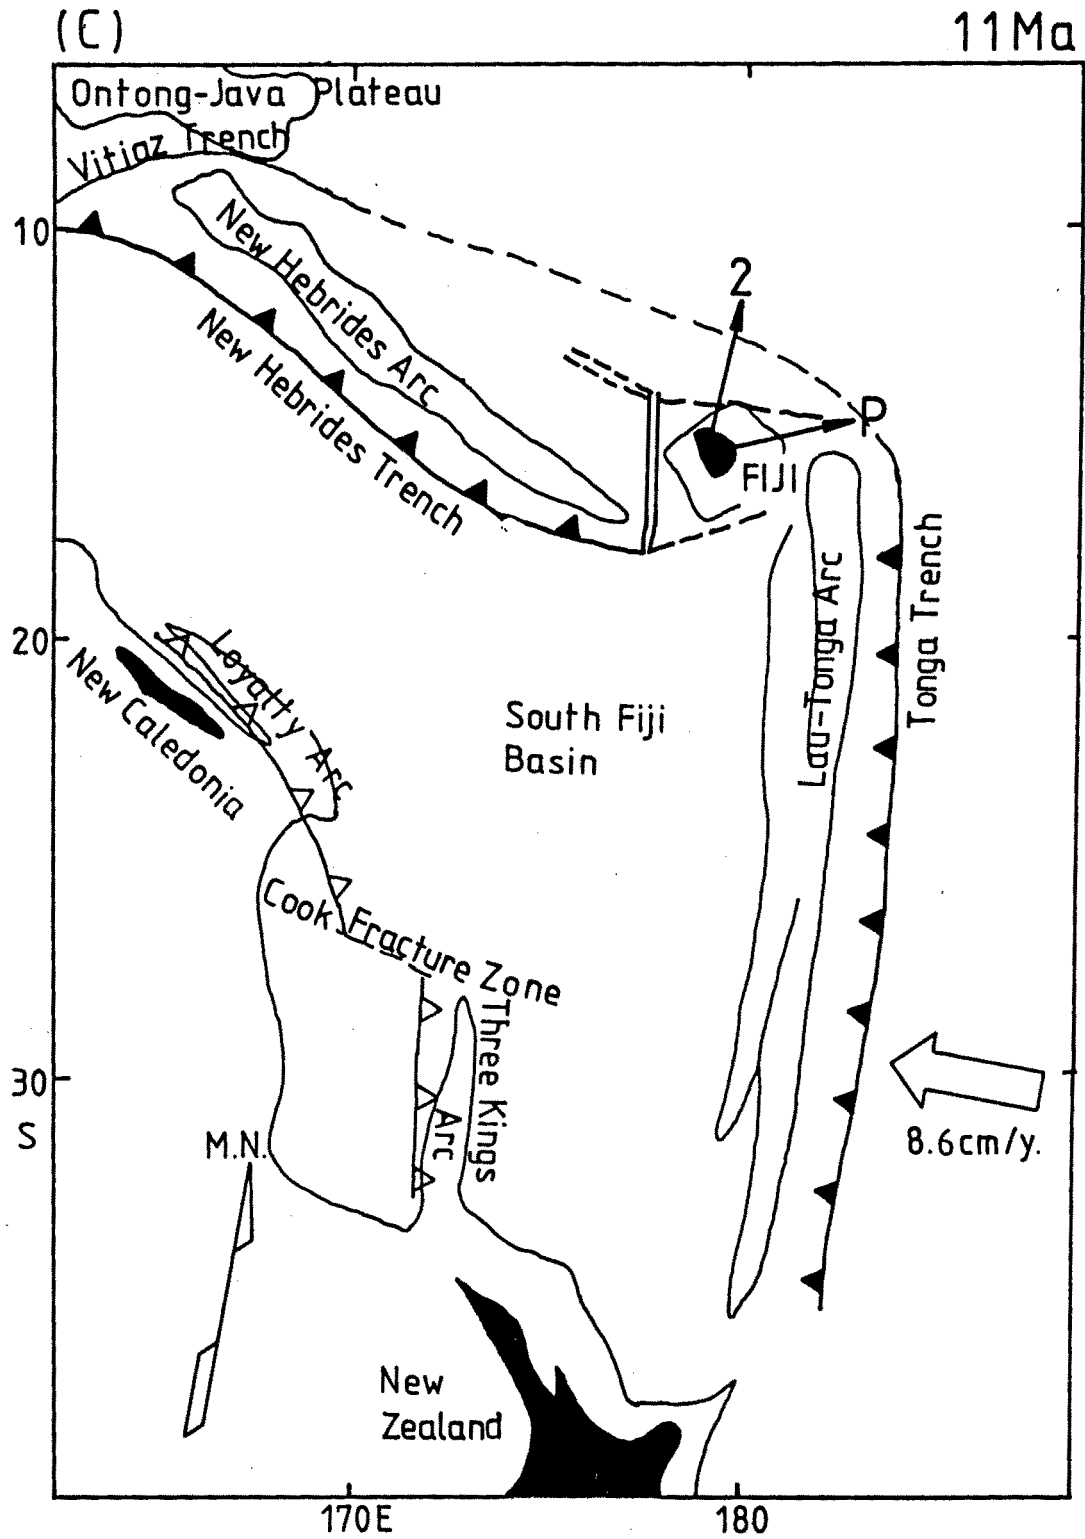 (E)
11Ma
Ontong-Java Plateau
Vitiaz Trench
10
New Hebrides Arc
New Hebrides Trench
2
P
FIJI
Lau-Tonga Arc
Tonga Trench
20
Loyalty Arc
New Caledonia
South Fiji
Basin
Cook Fracture Zone
Three Kings
Arc
30
S
M.N.
8.6cm/y.
New
Zealand
170E
180